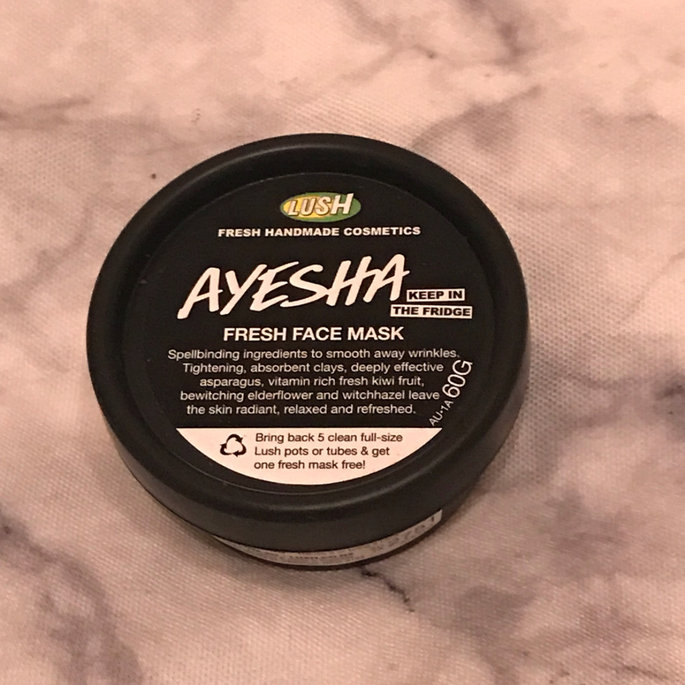 LUSH
FRESH HANDMADE COSMETICS
AYESHA
KEEP IN
THE FRIDGE
FRESH FACE MASK
Spellbinding ingredients to smooth away wrinkles.
Tightening, absorbent clays, deeply effective
asparagus, vitamin rich fresh kiwi fruit,
bewitching elderflower and witchhazel leave
the skin radiant, relaxed and refreshed.
AU-1A 60G
Bring back 5 clean full-size
Lush pots or tubes & get
one fresh mask free!